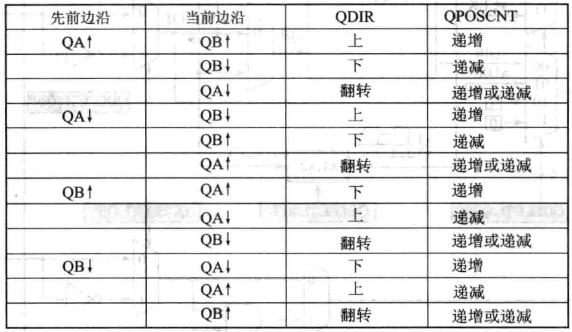 先前边沿 当前边沿 QDIR QPOSCNT
QA↑ QB↑ 上 递增
QB↓ 下 递减
QA↓ 翻转 递增或递减
QA↓ QB↓ 上 递增
QB↑ 下 递减
QA↑ 翻转 递增或递减
QB↑ QA↑ 下 递增
QA↓ 上 递减
QB↓ 翻转 递增或递减
QB↓ QA↓ 下 递增
QA↑ 上 递减
QB↑ 翻转 递增或递减